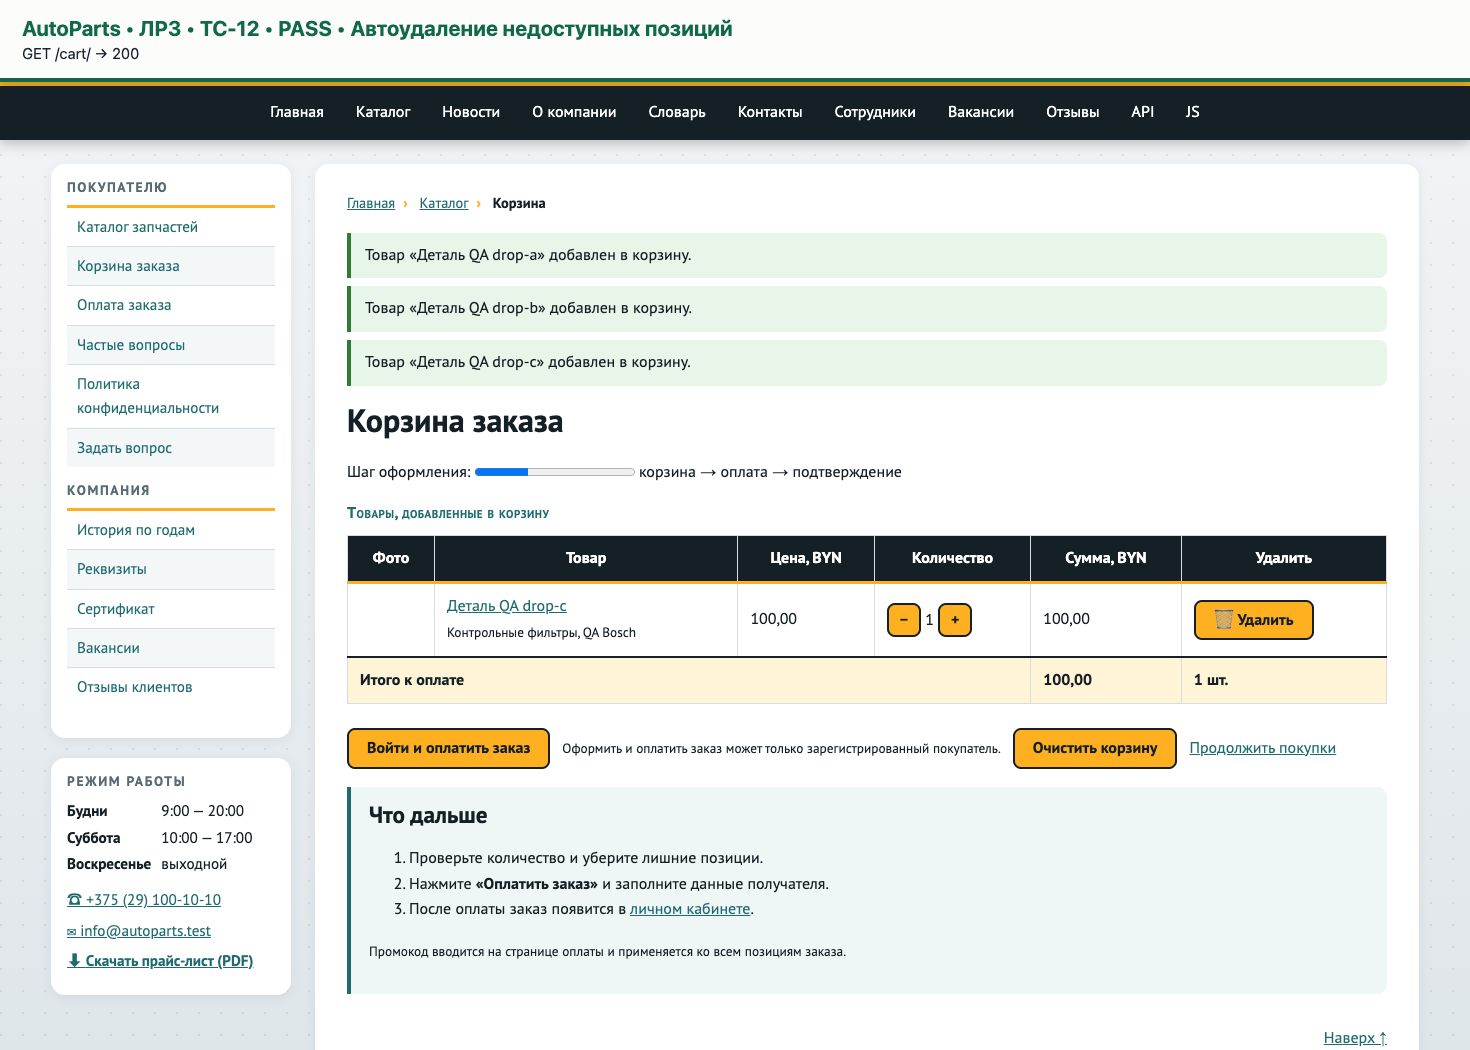 AutoParts • ЛР3 • TC-12 • PASS • Автоудаление недоступных позиций
GET /cart/ → 200
Главная Каталог Новости О компании Словарь Контакты Сотрудники Вакансии Отзывы API JS
ПОКУПАТЕЛЮ
Каталог запчастей
Корзина заказа
Оплата заказа
Частые вопросы
Политика
конфиденциальности
Задать вопрос
КОМПАНИЯ
История по годам
Реквизиты
Сертификат
Вакансии
Отзывы клиентов
РЕЖИМ РАБОТЫ
Будни 9:00 — 20:00
Суббота 10:00 — 17:00
Воскресенье выходной
☎ +375 (29) 100-10-10
✉ info@autoparts.test
⬇ Скачать прайс-лист (PDF)
Главная › Каталог › Корзина
Товар «Деталь QA drop-a» добавлен в корзину.
Товар «Деталь QA drop-b» добавлен в корзину.
Товар «Деталь QA drop-c» добавлен в корзину.
Корзина заказа
Шаг оформления: корзина → оплата → подтверждение
Товары, добавленные в корзину
Фото Товар Цена, BYN Количество Сумма, BYN Удалить
Деталь QA drop-c
Контрольные фильтры, QA Bosch
100,00 − 1 + 100,00 🗑 Удалить
Итого к оплате 100,00 1 шт.
Войти и оплатить заказ Оформить и оплатить заказ может только зарегистрированный покупатель. Очистить корзину Продолжить покупки
Что дальше
1. Проверьте количество и уберите лишние позиции.
2. Нажмите «Оплатить заказ» и заполните данные получателя.
3. После оплаты заказ появится в личном кабинете.
Промокод вводится на странице оплаты и применяется ко всем позициям заказа.
Наверх ↑